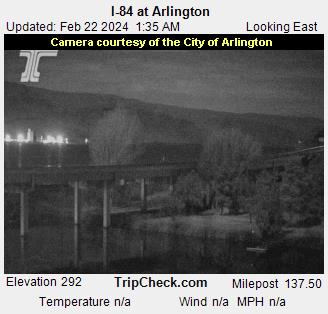 I-84 at Arlington
Updated: Feb 22 2024 1:35 AM Looking East
Camera courtesy of the City of Arlington
Elevation 292 TripCheck.com Milepost 137.50
Temperature n/a Wind n/a MPH n/a